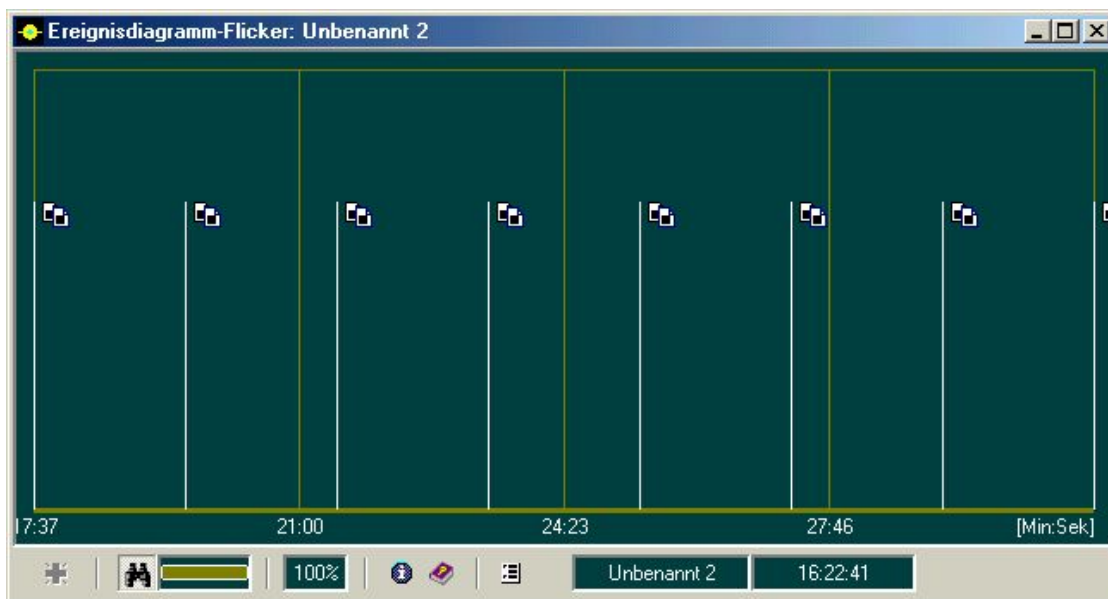 Ereignisdiagramm-Flicker: Unbenannt 2
17:37 21:00 24:23 27:46 [Min:Sek]
100% Unbenannt 2 16:22:41